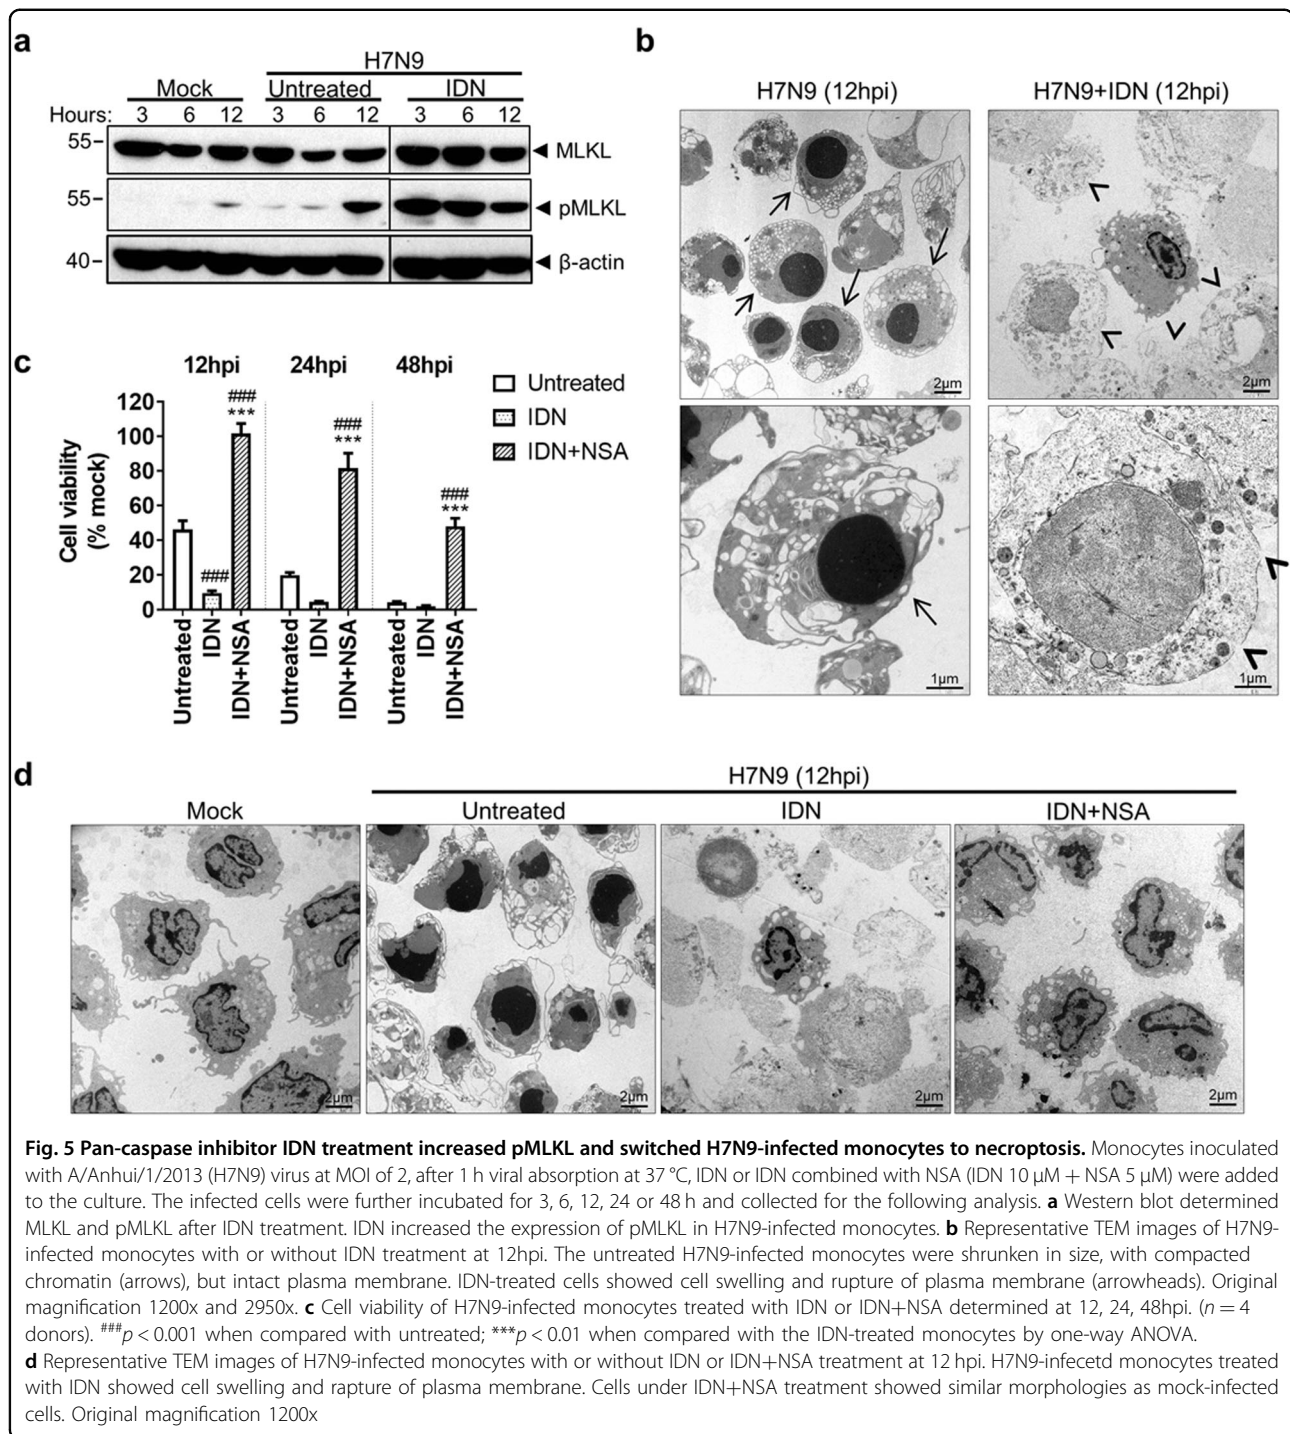 a
H7N9
Mock Untreated IDN
Hours: 3 6 12 3 6 12 3 6 12
55 MLKL
55 pMLKL
40 β-actin
b
H7N9 (12hpi) H7N9+IDN (12hpi)
2µm 2µm
1µm 1µm
c
12hpi 24hpi 48hpi
Untreated
IDN
IDN+NSA
Cell viability
(% mock)
120
100
80
60
40
20
0
###
###
***
###
***
###
***
Untreated IDN IDN+NSA Untreated IDN IDN+NSA Untreated IDN IDN+NSA
d
H7N9 (12hpi)
Mock Untreated IDN IDN+NSA
2µm 2µm 2µm 2µm
Fig. 5 Pan-caspase inhibitor IDN treatment increased pMLKL and switched H7N9-infected monocytes to necroptosis. Monocytes inoculated
with A/Anhui/1/2013 (H7N9) virus at MOI of 2, after 1 h viral absorption at 37 °C, IDN or IDN combined with NSA (IDN 10 µM + NSA 5 µM) were added
to the culture. The infected cells were further incubated for 3, 6, 12, 24 or 48 h and collected for the following analysis. a Western blot determined
MLKL and pMLKL after IDN treatment. IDN increased the expression of pMLKL in H7N9-infected monocytes. b Representative TEM images of H7N9-
infected monocytes with or without IDN treatment at 12hpi. The untreated H7N9-infected monocytes were shrunken in size, with compacted
chromatin (arrows), but intact plasma membrane. IDN-treated cells showed cell swelling and rupture of plasma membrane (arrowheads). Original
magnification 1200x and 2950x. c Cell viability of H7N9-infected monocytes treated with IDN or IDN+NSA determined at 12, 24, 48hpi. (n = 4
donors). ###p < 0.001 when compared with untreated; ***p < 0.01 when compared with the IDN-treated monocytes by one-way ANOVA.
d Representative TEM images of H7N9-infected monocytes with or without IDN or IDN+NSA treatment at 12 hpi. H7N9-infecetd monocytes treated
with IDN showed cell swelling and rapture of plasma membrane. Cells under IDN+NSA treatment showed similar morphologies as mock-infected
cells. Original magnification 1200x